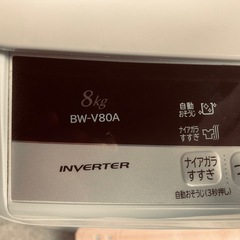 8kg
BW-V80A
自動
おそうじ
ナイアガラ
すすぎ
INVERTER
ナイアガラ
すすぎ
自動おそうじ(3秒押し)